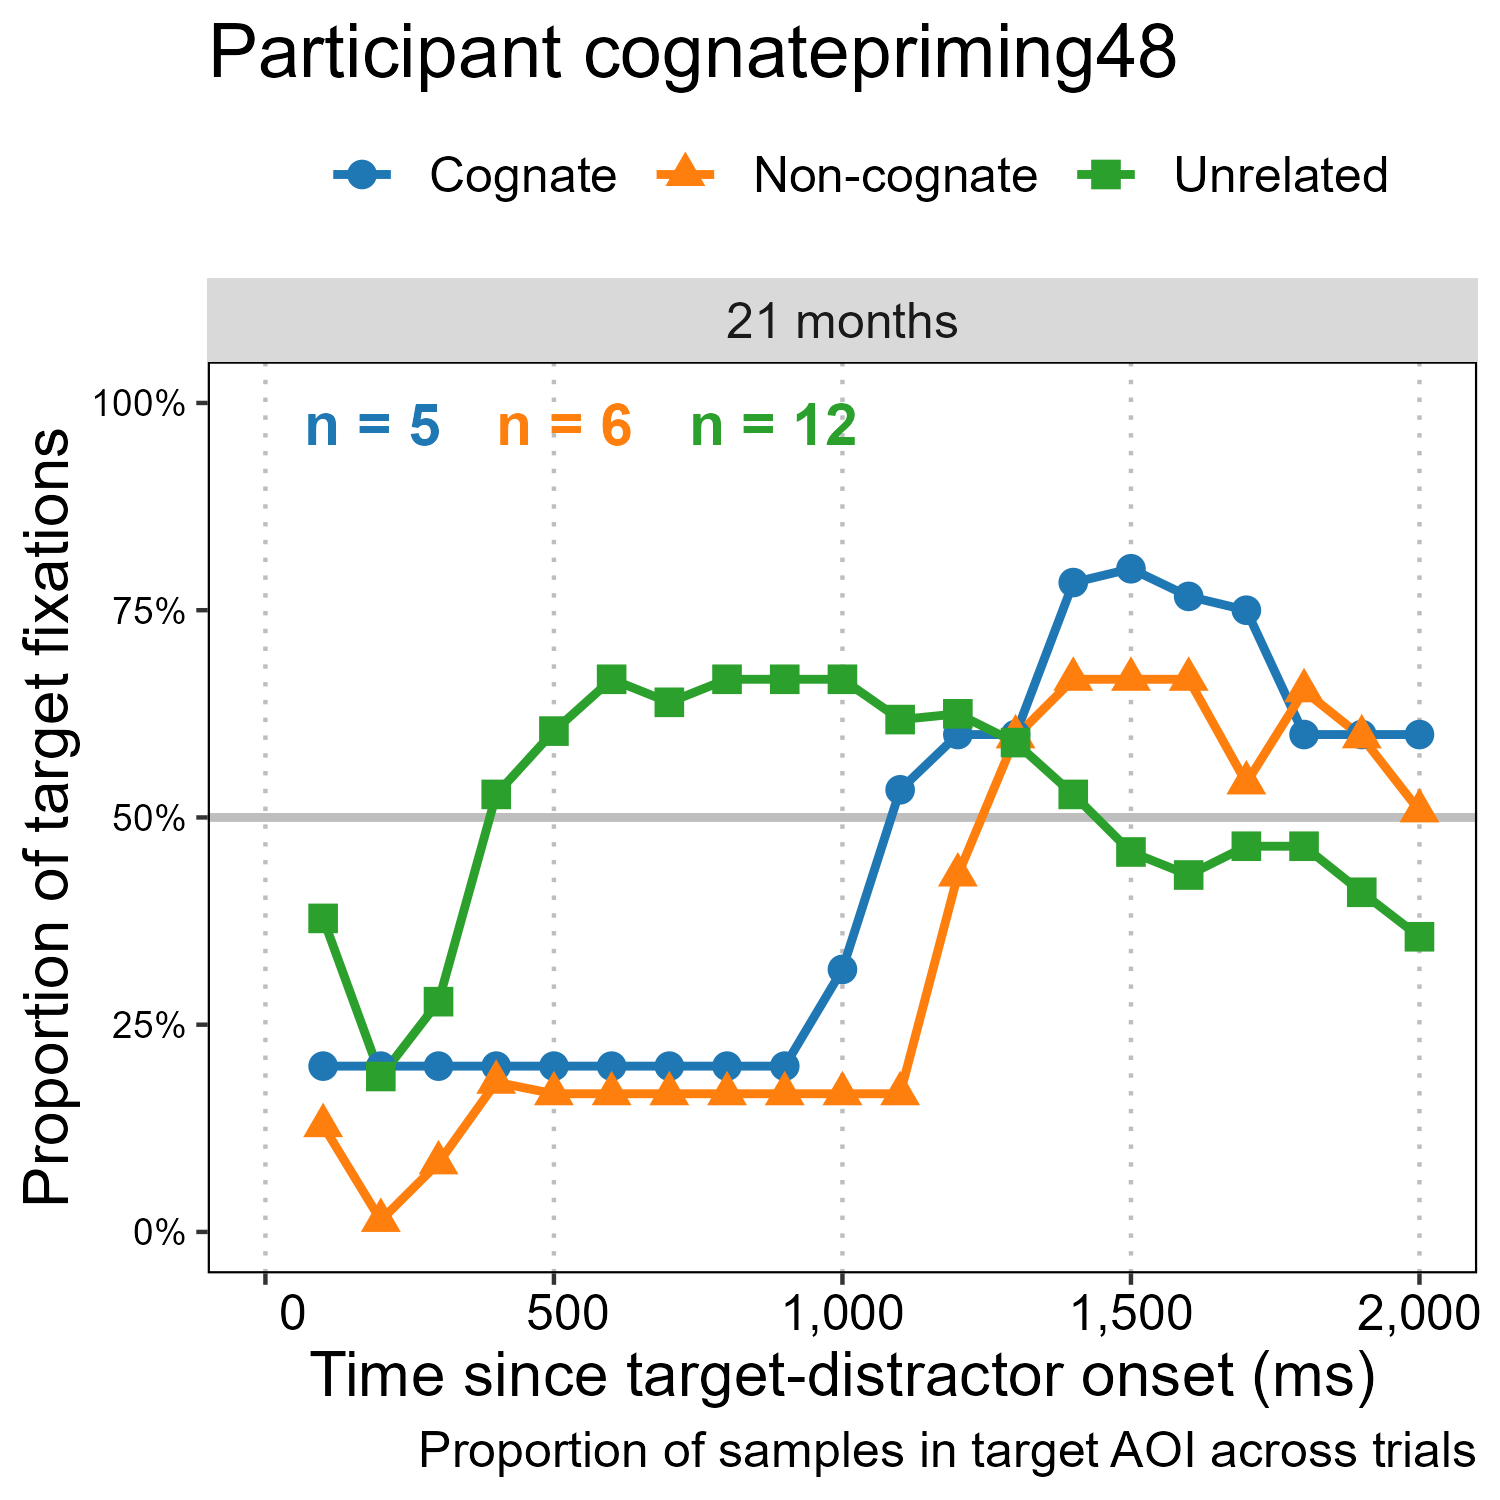 Participant cognatepriming48
Cognate Non-cognate Unrelated
21 months
n = 5 n = 6 n = 12
100%
75%
50%
25%
0%
Proportion of target fixations
0 500 1,000 1,500 2,000
Time since target-distractor onset (ms)
Proportion of samples in target AOI across trials